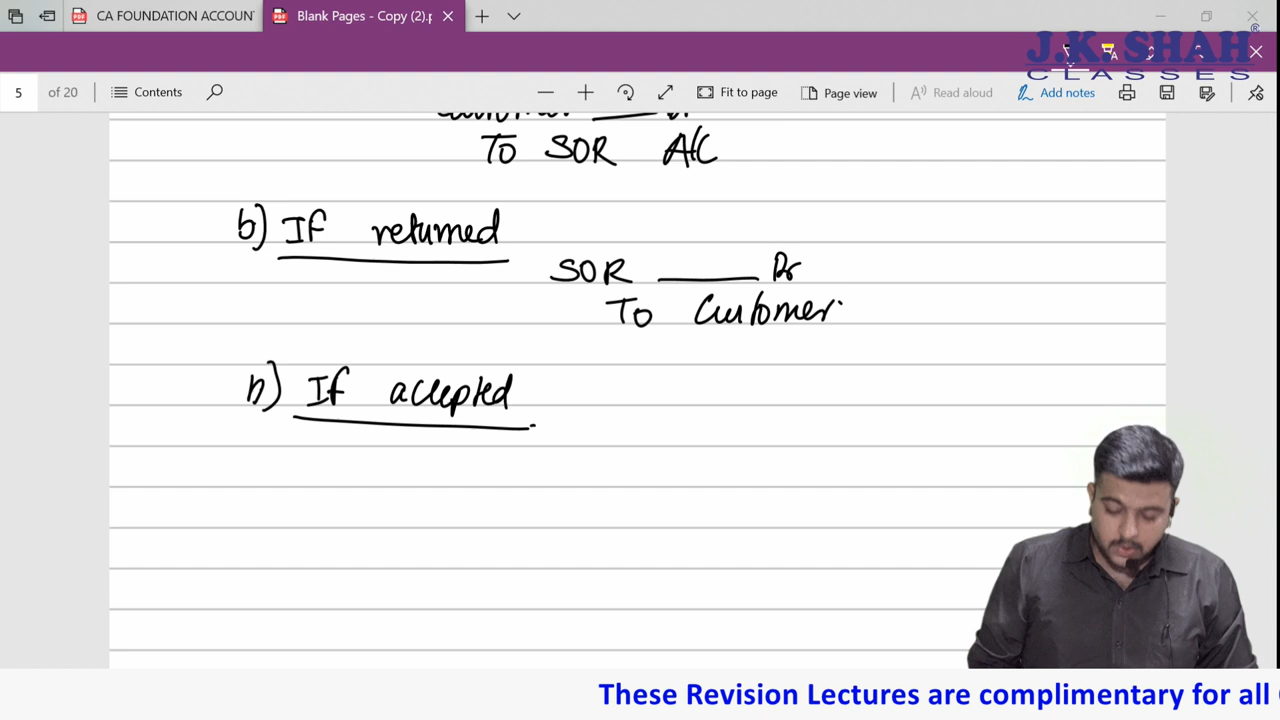 CA FOUNDATION ACCOUN
Blank Pages - Copy (2).p
J.K. SHAH®
CLASSES
5 of 20
Contents
Fit to page
Page view
Read aloud
Add notes
To SOR A/C
b) If returned
SOR ____ Dr
To Customer
b) If accepted
These Revision Lectures are complimentary for all